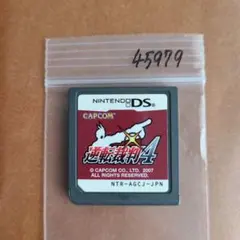 45979
NINTENDO DS
CAPCOM
逆転裁判4
© CAPCOM CO., LTD. 2007
ALL RIGHTS RESERVED.
NTR-AGCJ-JPN